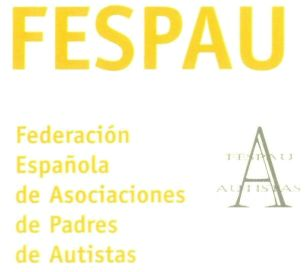 FESPAU
Federación
Española
de Asociaciones
de Padres
de Autistas
A
FESPAU
AUTISTAS